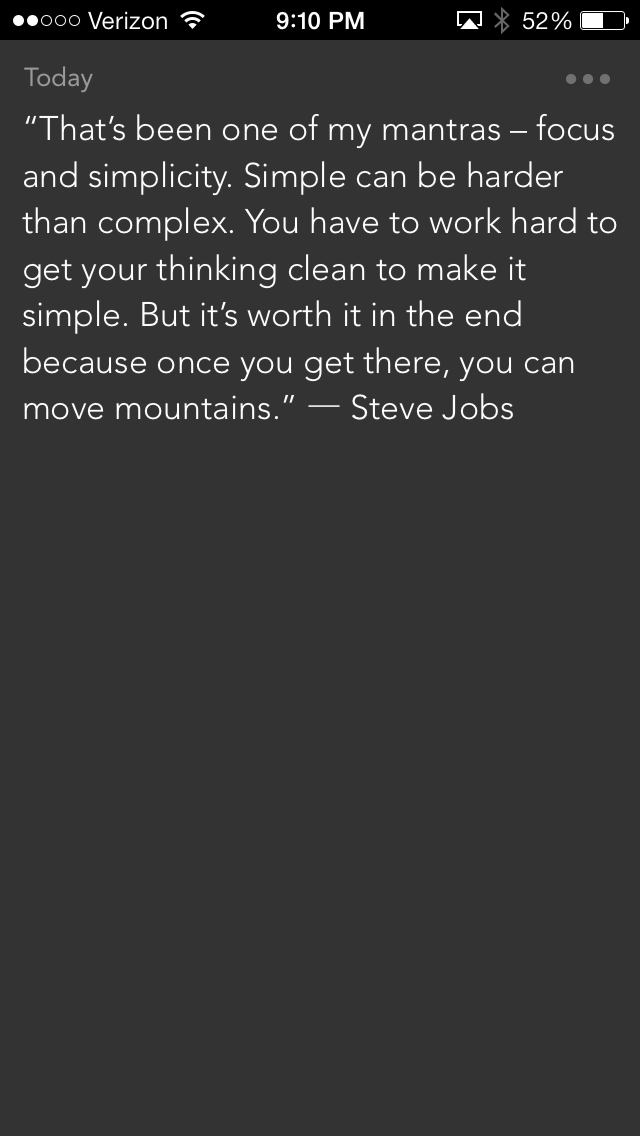 Verizon 9:10 PM 52%
Today
“That’s been one of my mantras – focus
and simplicity. Simple can be harder
than complex. You have to work hard to
get your thinking clean to make it
simple. But it’s worth it in the end
because once you get there, you can
move mountains.” — Steve Jobs